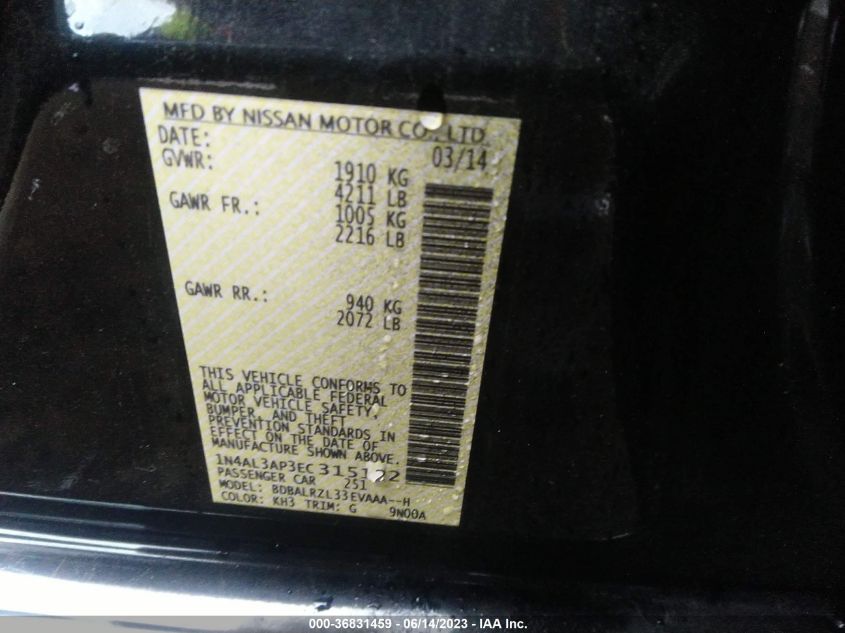 MFD BY NISSAN MOTOR CO.,LTD.
DATE: 03/14
GVWR: 1910 KG
4211 LB
GAWR FR.: 1005 KG
2216 LB
GAWR RR.: 940 KG
2072 LB
THIS VEHICLE CONFORMS TO
ALL APPLICABLE FEDERAL
MOTOR VEHICLE SAFETY,
BUMPER, AND THEFT
PREVENTION STANDARDS IN
EFFECT ON THE DATE OF
MANUFACTURE SHOWN ABOVE.
1N4AL3AP3EC315122
PASSENGER CAR 251
MODEL: BDBALRZL33EVAAA--H
COLOR: KH3 TRIM: G 9N00A
000-36831459 - 06/14/2023 - IAA Inc.